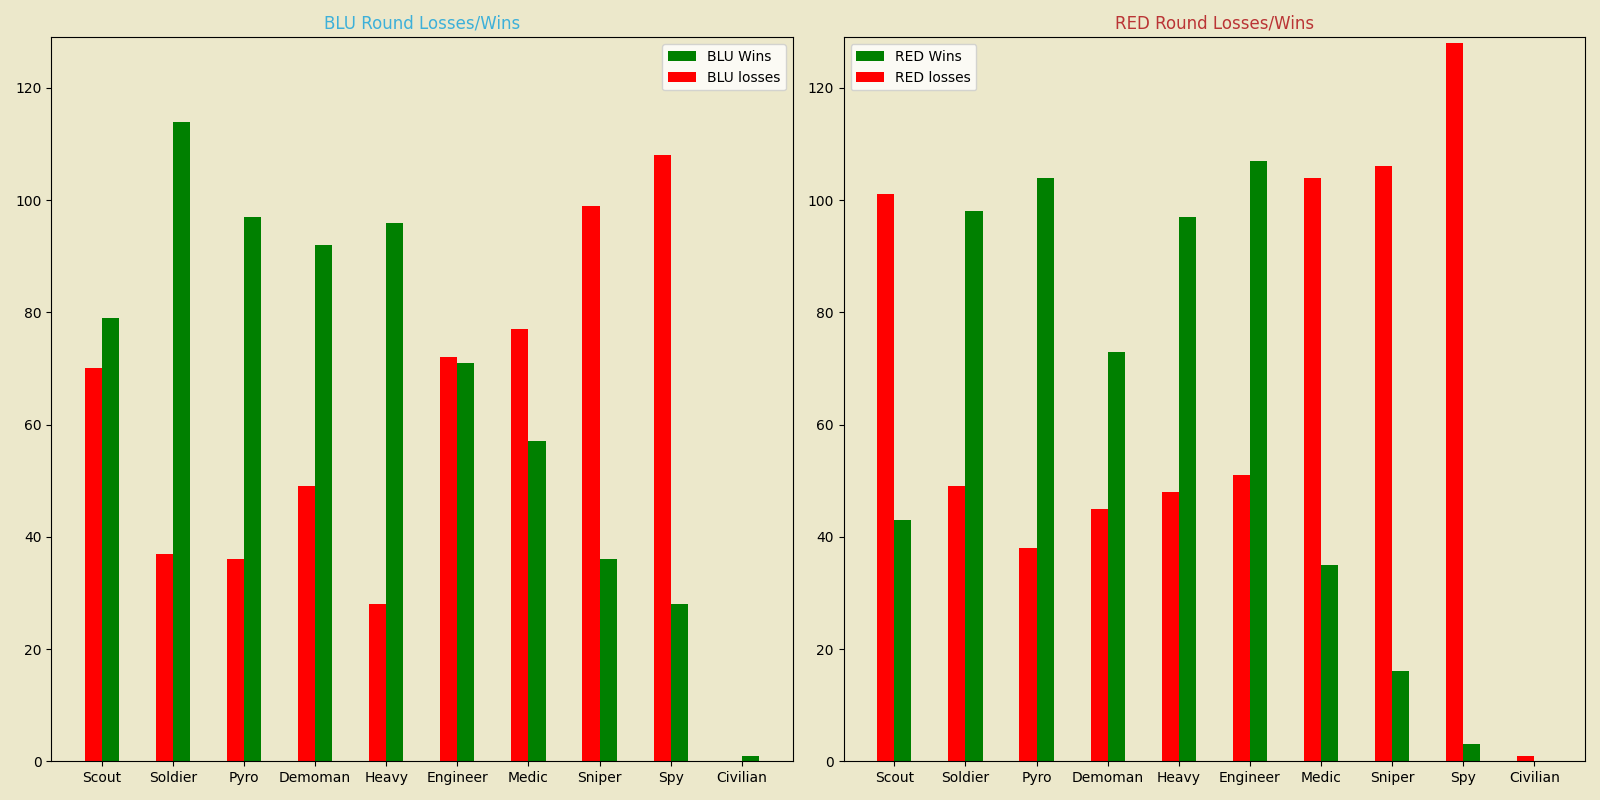 BLU Round Losses/Wins
BLU Wins
BLU losses
120
100
80
60
40
20
0
Scout Soldier Pyro Demoman Heavy Engineer Medic Sniper Spy Civilian
RED Round Losses/Wins
RED Wins
RED losses
120
100
80
60
40
20
0
Scout Soldier Pyro Demoman Heavy Engineer Medic Sniper Spy Civilian